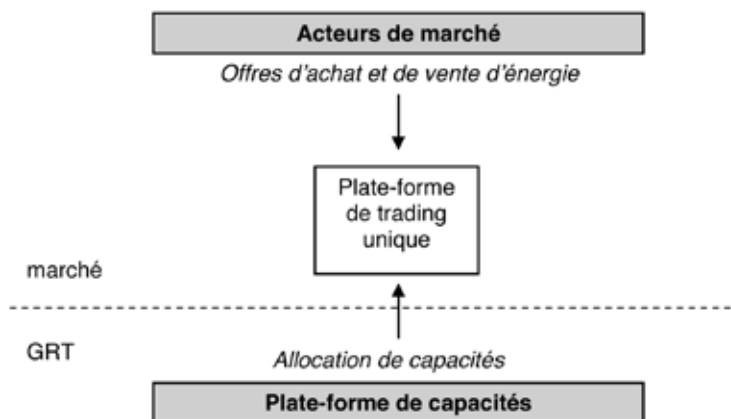 Acteurs de marché
Offres d'achat et de vente d'énergie
Plate-forme
de trading
unique
marché
GRT
Allocation de capacités
Plate-forme de capacités